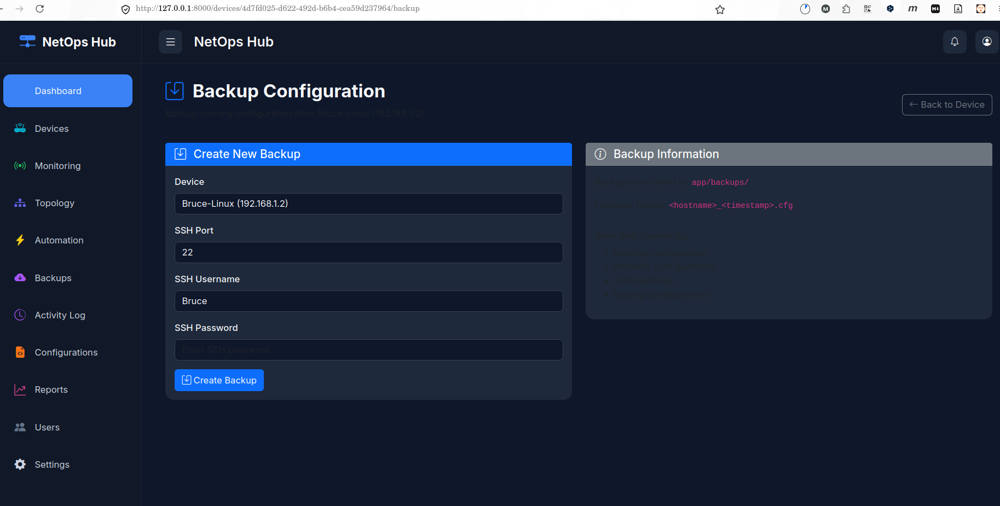 http://127.0.0.1:8000/devices/4d7fd025-d622-492d-b6b4-cea59d237964/backup
NetOps Hub
NetOps Hub
Dashboard
Devices
Monitoring
Topology
Automation
Backups
Activity Log
Configurations
Reports
Users
Settings
Backup Configuration
Backup running configuration from Bruce-Linux (192.168.1.2)
← Back to Device
Create New Backup
Device
Bruce-Linux (192.168.1.2)
SSH Port
22
SSH Username
Bruce
SSH Password
Enter SSH password
Create Backup
Backup Information
Backups are saved to: app/backups/
Filename format: <hostname>_<timestamp>.cfg
What gets backed up:
• Running configuration
• Interface configurations
• VLAN settings
• Routing configurations